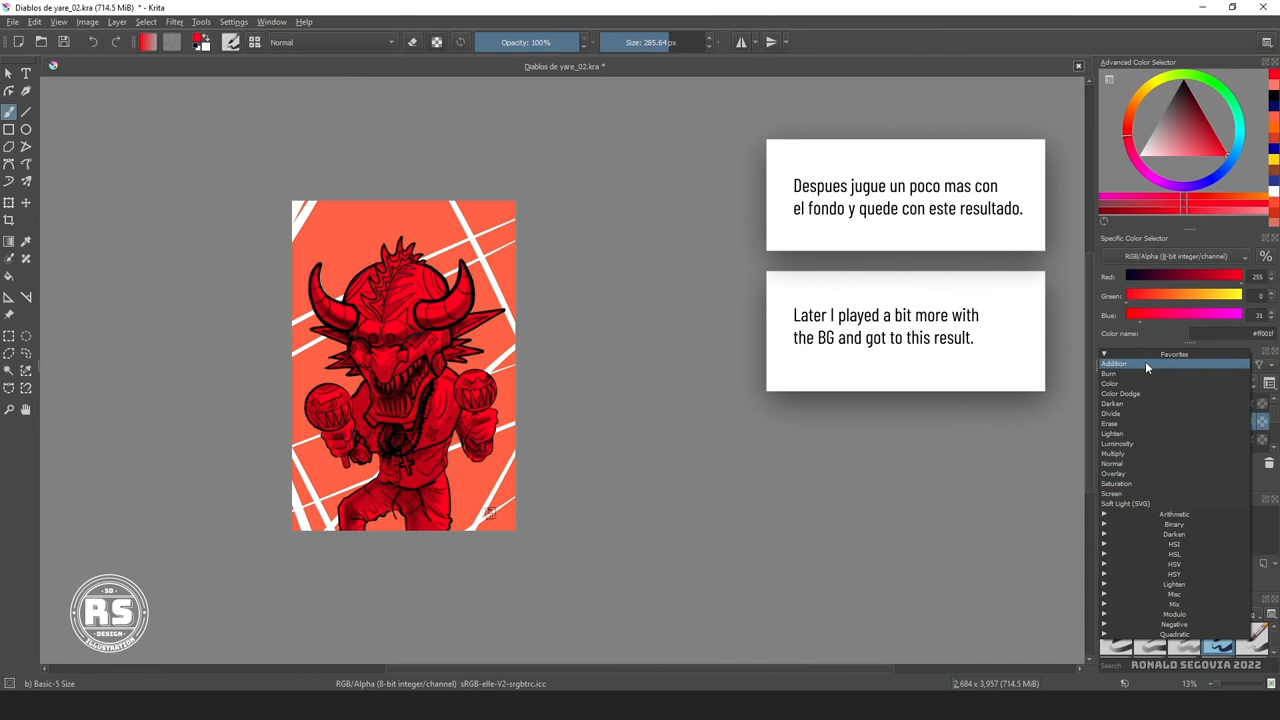 Diablos de yare_02.kra (714.5 MiB) * - Krita
File Edit View Image Layer Select Filter Tools Settings Window Help
Normal
Opacity: 100%
Size: 285.64 px
Diablos de yare_02.kra *
Advanced Color Selector
Despues jugue un poco mas con
el fondo y quede con este resultado.
Later I played a bit more with
the BG and got to this result.
Specific Color Selector
RGB/Alpha (8-bit integer/channel)
%
Red: 255
Green: 0
Blue: 31
Color name: #ff001f
Favorites
Addition
Burn
Color
Color Dodge
Darken
Divide
Erase
Lighten
Luminosity
Multiply
Normal
Overlay
Saturation
Screen
Soft Light (SVG)
Arithmetic
Binary
Darken
HSI
HSL
HSV
HSY
Lighten
Misc
Mix
Modulo
Negative
Quadratic
Search
RONALD SEGOVIA 2022
3D
RS
DESIGN
ILLUSTRATION
b) Basic-5 Size
RGB/Alpha (8-bit integer/channel) sRGB-elle-V2-srgbtrc.icc
2,684 x 3,957 (714.5 MiB)
13%